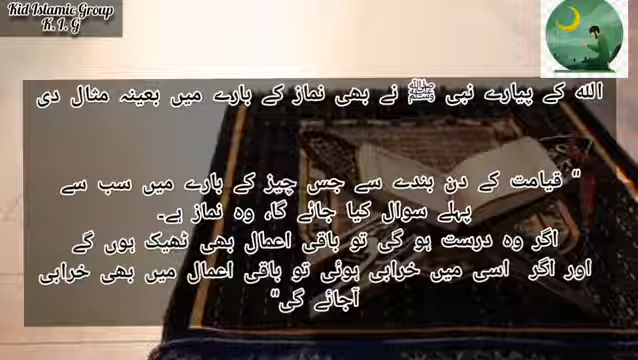 Kid Islamic Group
K. I. G
الله کے پیارے نبی ﷺ نے بھی نماز کے بارے میں بعینہ مثال دی
" قیامت کے دن بندے سے جس چیز کے بارے میں سب سے
پہلے سوال کیا جائے گا، وہ نماز ہے۔
اگر وہ درست ہو گی تو باقی اعمال بھی ٹھیک ہوں گے
اور اگر اسی میں خرابی ہوئی تو باقی اعمال میں بھی خرابی
آجائے گی"